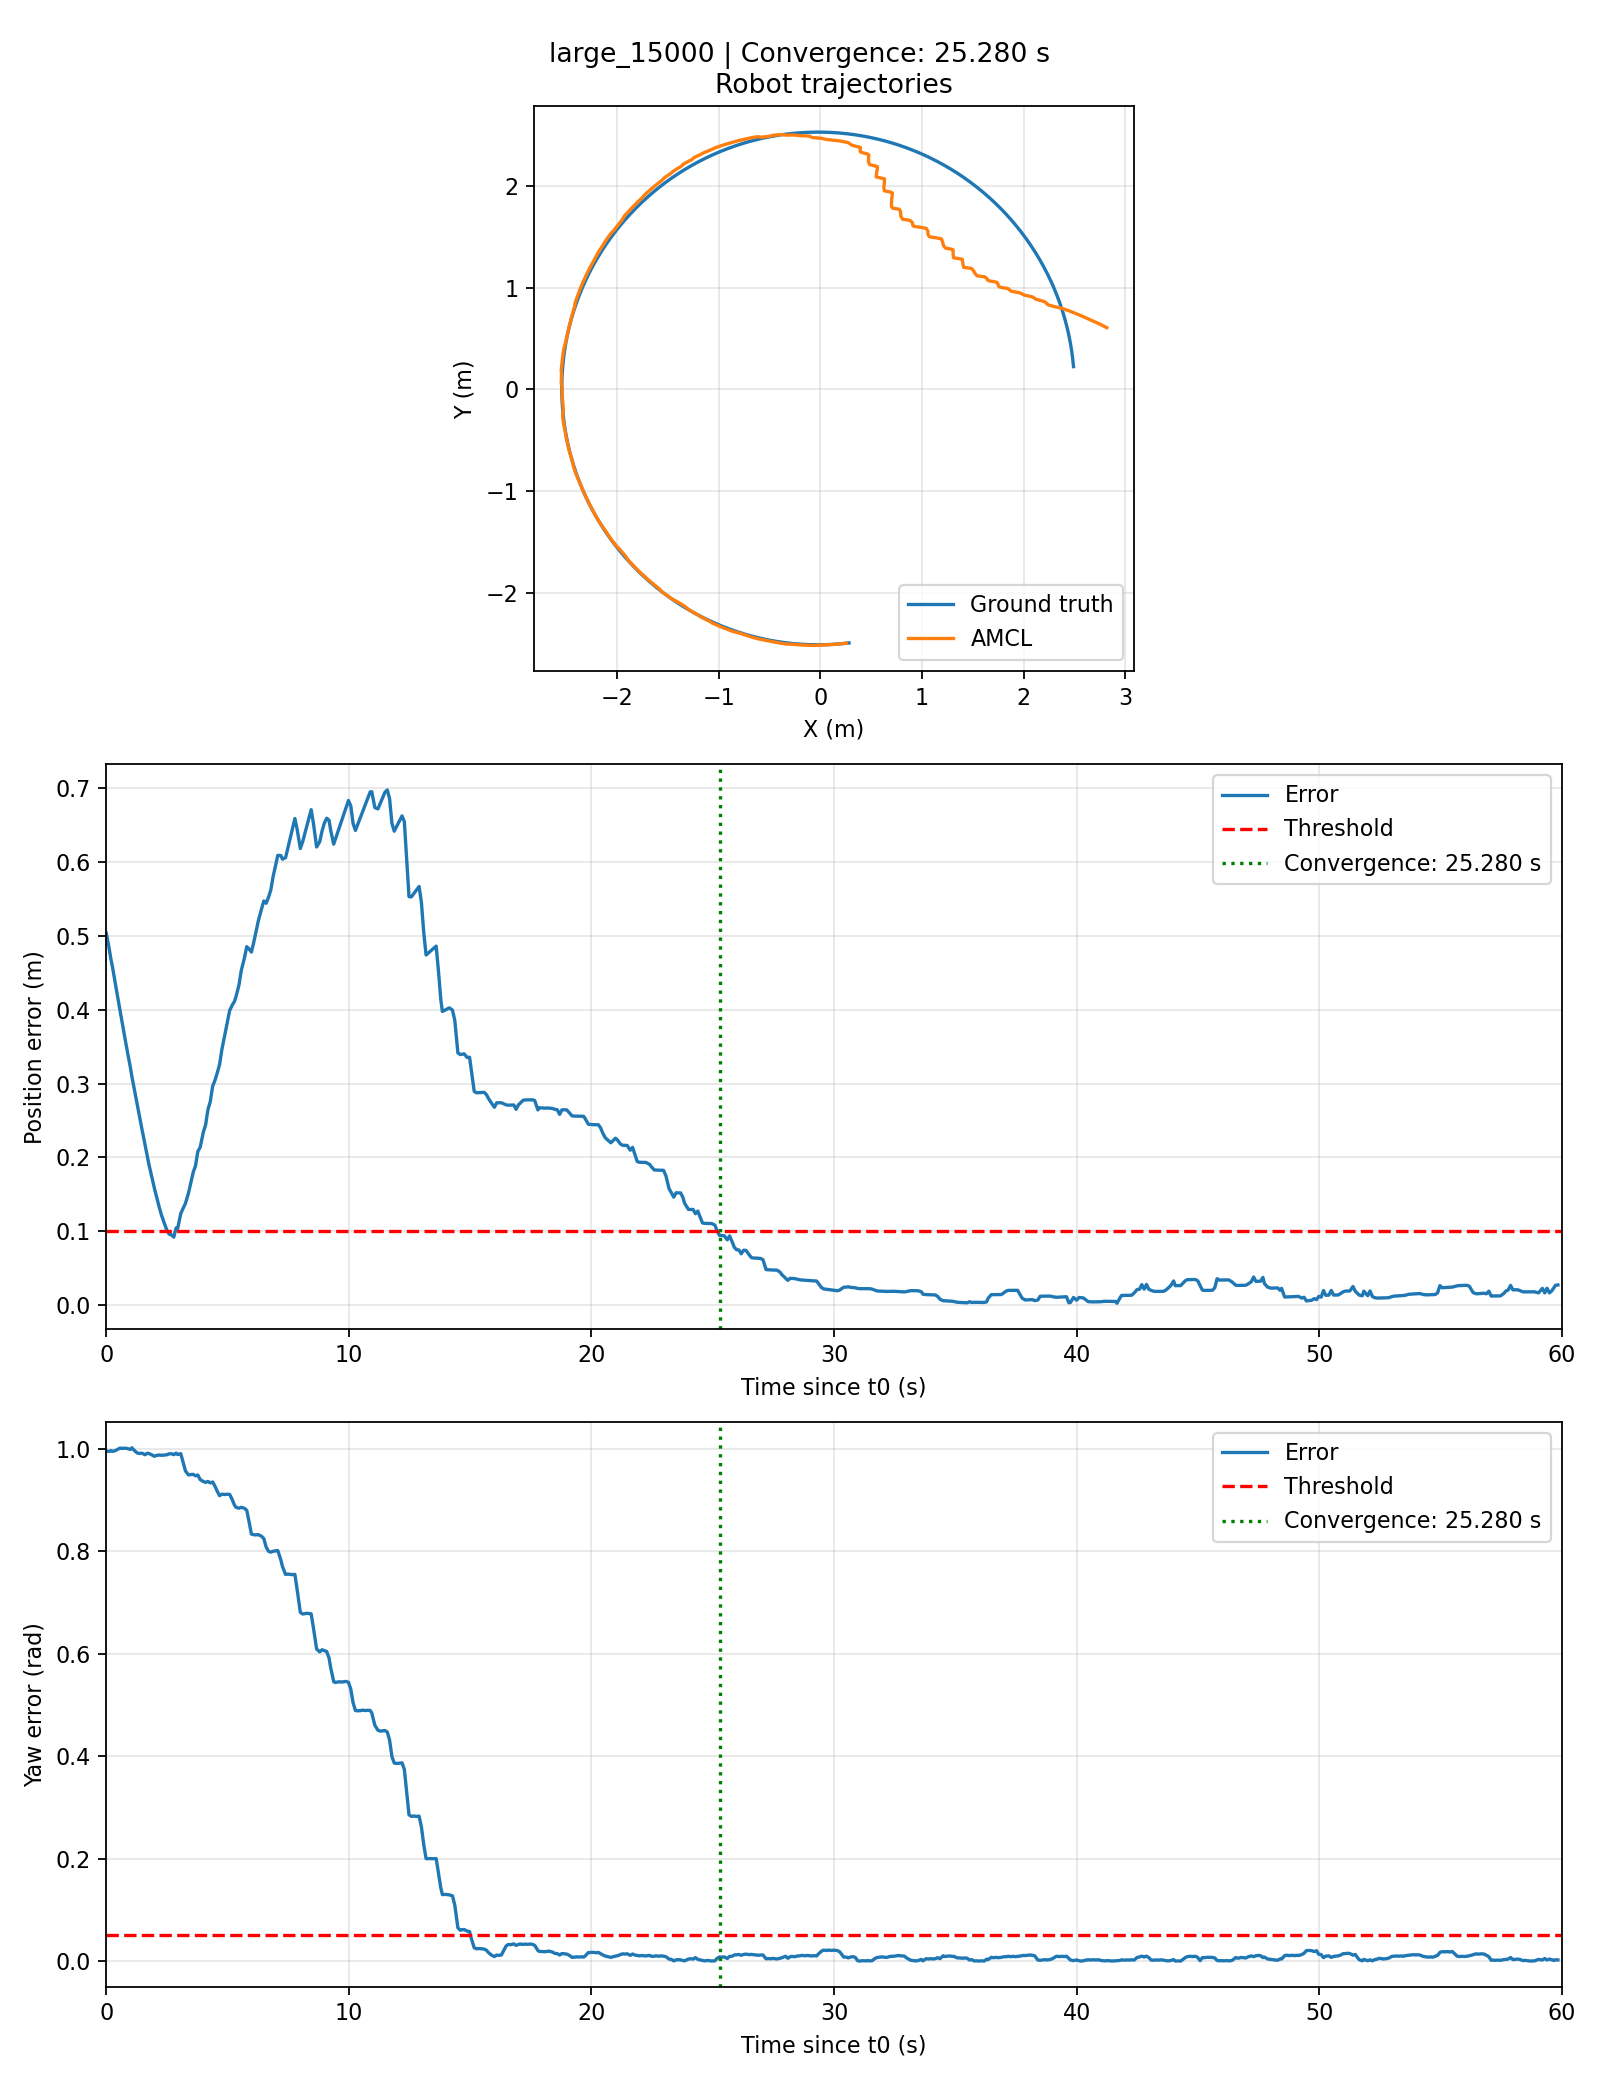 large_15000 | Convergence: 25.280 s
Robot trajectories
Y (m)
2
1
0
−1
−2
Ground truth
AMCL
−2 −1 0 1 2 3
X (m)
Position error (m)
0.7
0.6
0.5
0.4
0.3
0.2
0.1
0.0
Error
Threshold
Convergence: 25.280 s
0 10 20 30 40 50 60
Time since t0 (s)
Yaw error (rad)
1.0
0.8
0.6
0.4
0.2
0.0
Error
Threshold
Convergence: 25.280 s
0 10 20 30 40 50 60
Time since t0 (s)